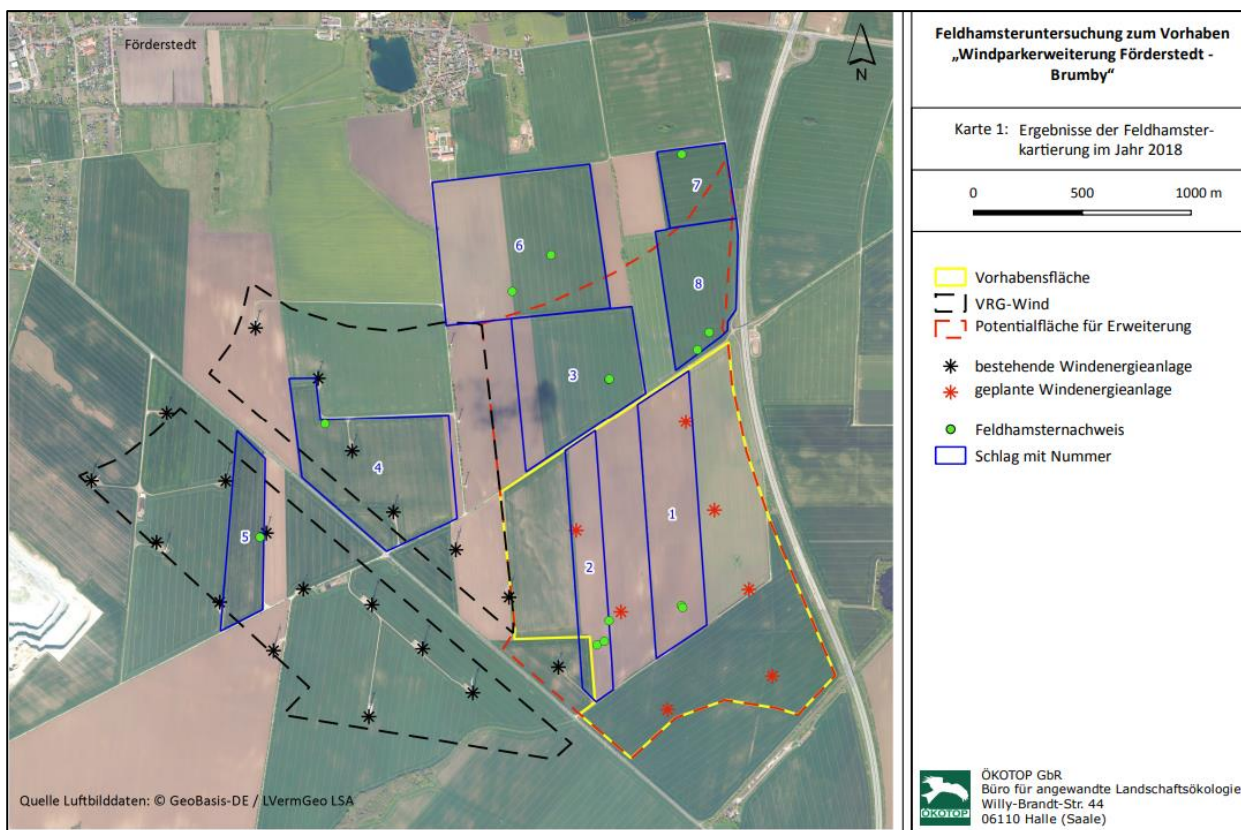 Förderstedt
N
6
7
8
3
4
5
2
1
Quelle Luftbilddaten: © GeoBasis-DE / LVermGeo LSA
Feldhamsteruntersuchung zum Vorhaben
„Windparkerweiterung Förderstedt -
Brumby“
Karte 1: Ergebnisse der Feldhamster-
kartierung im Jahr 2018
0 500 1000 m
Vorhabensfläche
VRG-Wind
Potentialfläche für Erweiterung
bestehende Windenergieanlage
geplante Windenergieanlage
Feldhamsternachweis
Schlag mit Nummer
ÖKOTOP
ÖKOTOP GbR
Büro für angewandte Landschaftsökologie
Willy-Brandt-Str. 44
06110 Halle (Saale)